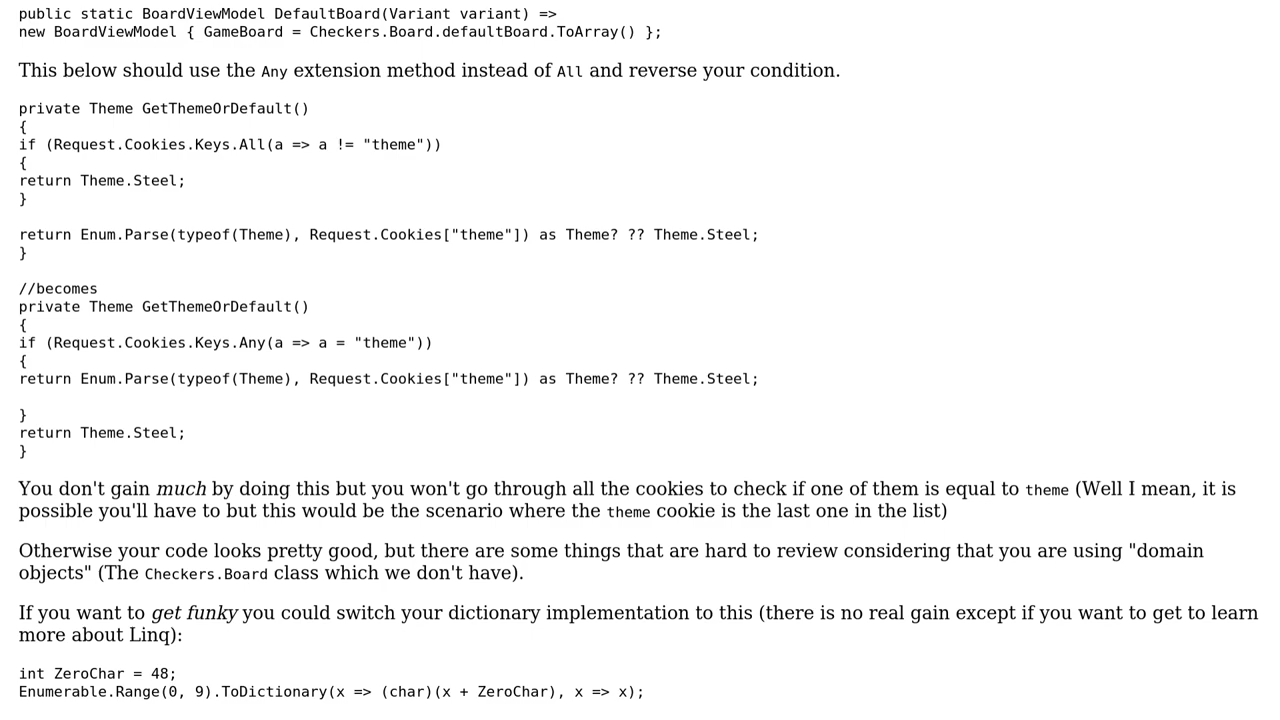 public static BoardViewModel DefaultBoard(Variant variant) =>
new BoardViewModel { GameBoard = Checkers.Board.defaultBoard.ToArray() };
This below should use the Any extension method instead of All and reverse your condition.
private Theme GetThemeOrDefault()
{
if (Request.Cookies.Keys.All(a => a != "theme"))
{
return Theme.Steel;
}
return Enum.Parse(typeof(Theme), Request.Cookies["theme"]) as Theme? ?? Theme.Steel;
}
//becomes
private Theme GetThemeOrDefault()
{
if (Request.Cookies.Keys.Any(a => a = "theme"))
{
return Enum.Parse(typeof(Theme), Request.Cookies["theme"]) as Theme? ?? Theme.Steel;
}
return Theme.Steel;
}
You don't gain much by doing this but you won't go through all the cookies to check if one of them is equal to theme (Well I mean, it is
possible you'll have to but this would be the scenario where the theme cookie is the last one in the list)
Otherwise your code looks pretty good, but there are some things that are hard to review considering that you are using "domain
objects" (The Checkers.Board class which we don't have).
If you want to get funky you could switch your dictionary implementation to this (there is no real gain except if you want to get to learn
more about Linq):
int ZeroChar = 48;
Enumerable.Range(0, 9).ToDictionary(x => (char)(x + ZeroChar), x => x);